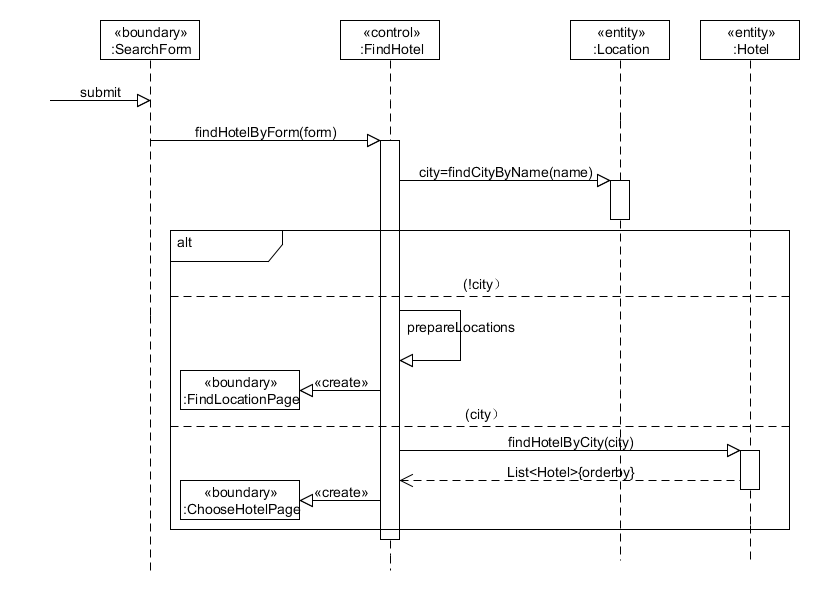 «boundary»
:SearchForm
«control»
:FindHotel
«entity»
:Location
«entity»
:Hotel
submit
findHotelByForm(form)
city=findCityByName(name)
alt
(!city）
prepareLocations
«boundary»
:FindLocationPage
«create»
(city）
findHotelByCity(city)
List<Hotel>{orderby}
«boundary»
:ChooseHotelPage
«create»